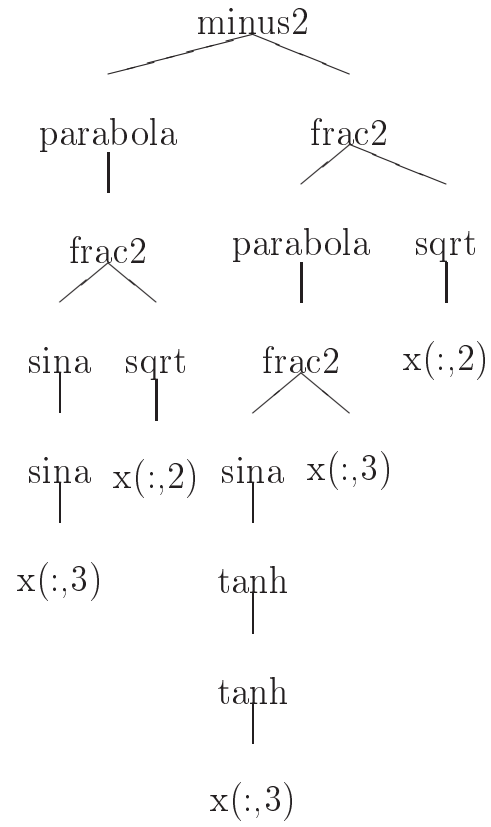 minus2
parabola frac2
frac2 parabola sqrt
sina sqrt frac2 x(:,2)
sina x(:,2) sina x(:,3)
x(:,3) tanh
tanh
x(:,3)